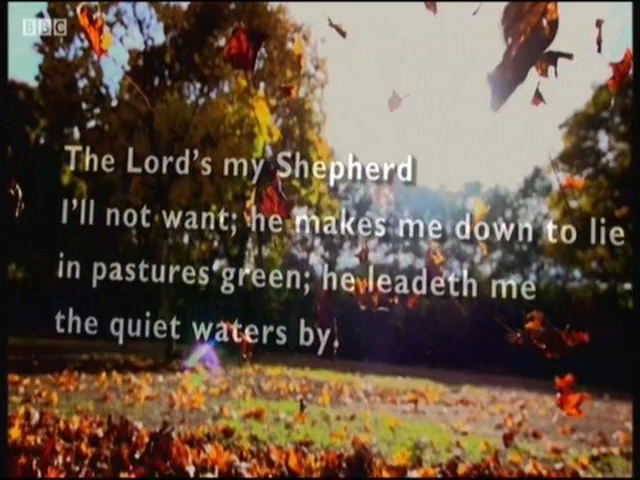 BBC
The Lord's my Shepherd
I'll not want; he makes me down to lie
in pastures green; he leadeth me
the quiet waters by.